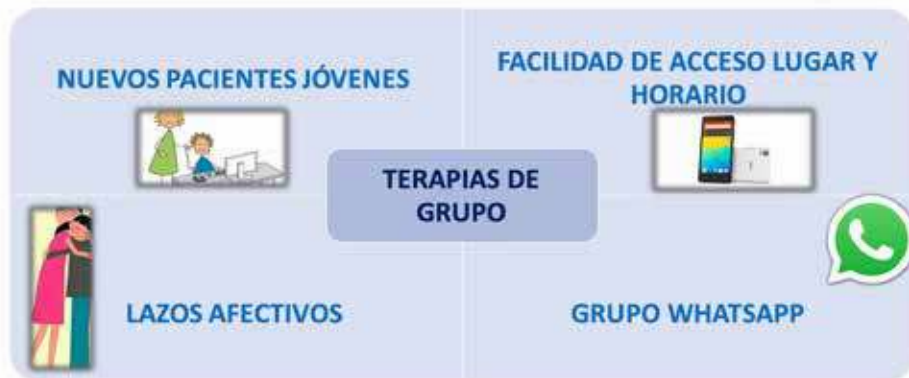 NUEVOS PACIENTES JÓVENES
FACILIDAD DE ACCESO LUGAR Y
HORARIO
TERAPIAS DE
GRUPO
LAZOS AFECTIVOS
GRUPO WHATSAPP